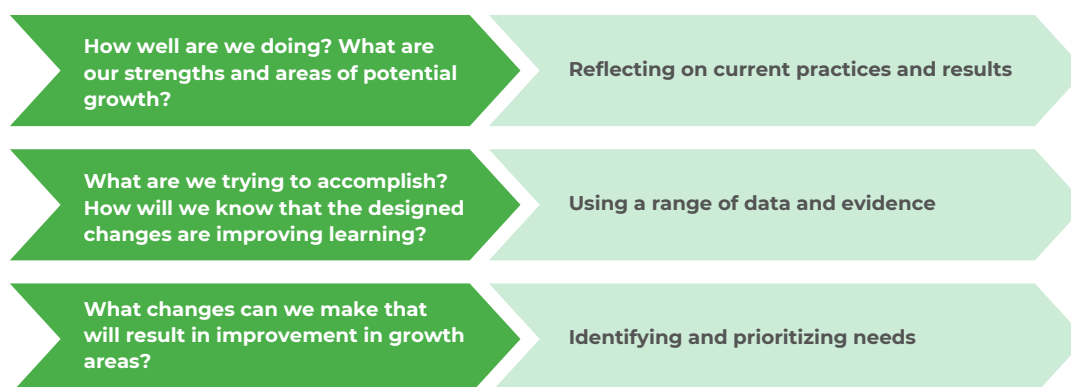 How well are we doing? What are
our strengths and areas of potential
growth?
Reflecting on current practices and results
What are we trying to accomplish?
How will we know that the designed
changes are improving learning?
Using a range of data and evidence
What changes can we make that
will result in improvement in growth
areas?
Identifying and prioritizing needs